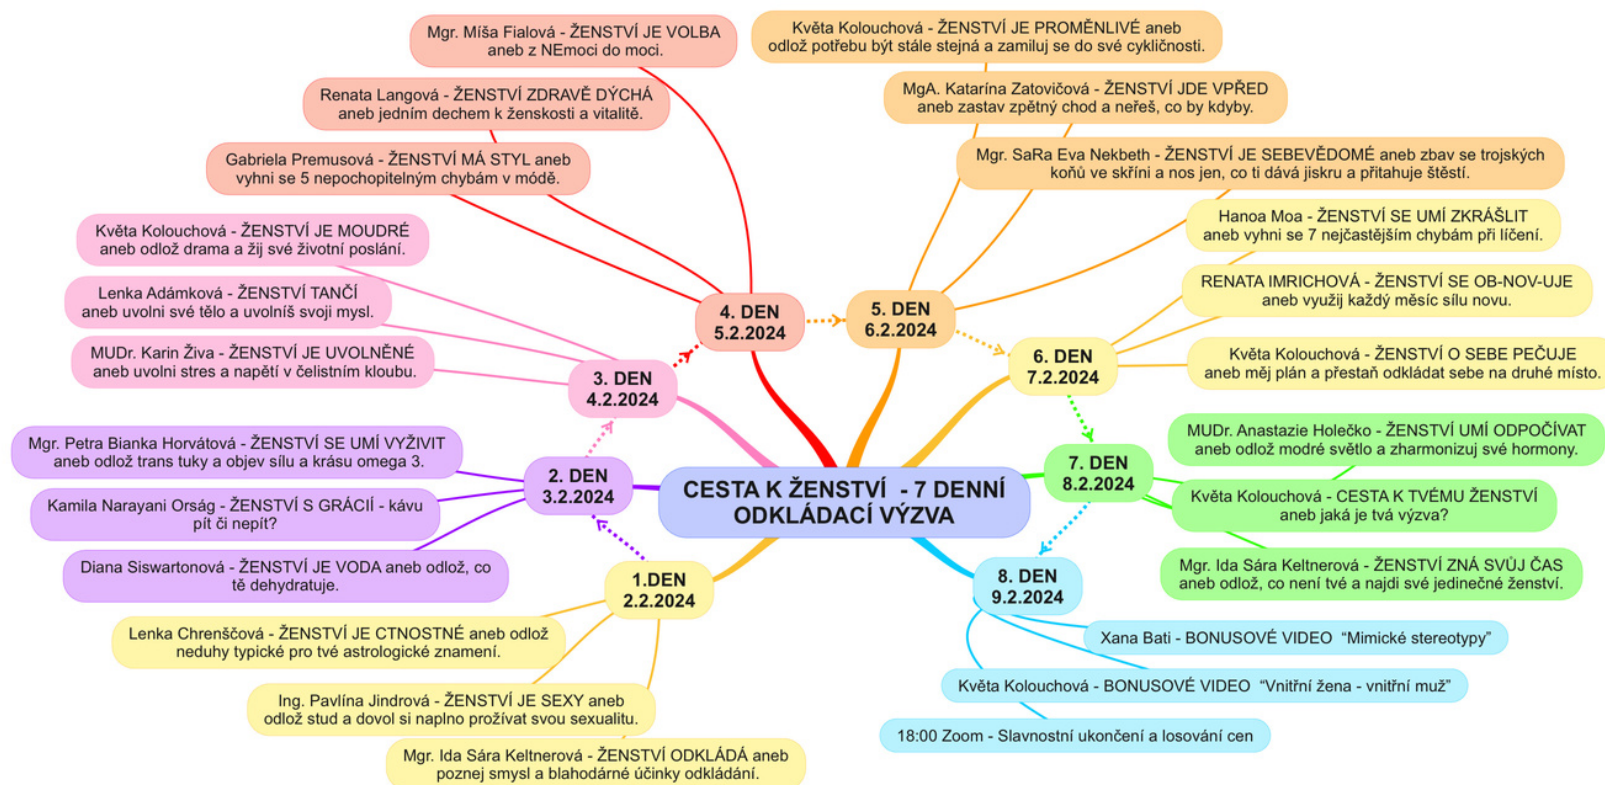 CESTA K ŽENSTVÍ - 7 DENNÍ
ODKLÁDACÍ VÝZVA
1.DEN
2.2.2024
Lenka Chrenščová - ŽENSTVÍ JE CTNOSTNÉ aneb odlož
neduhy typické pro tvé astrologické znamení.
Ing. Pavlína Jindrová - ŽENSTVÍ JE SEXY aneb
odlož stud a dovol si naplno prožívat svou sexualitu.
Mgr. Ida Sára Keltnerová - ŽENSTVÍ ODKLÁDÁ aneb
poznej smysl a blahodárné účinky odkládání.
2. DEN
3.2.2024
Mgr. Petra Bianka Horvátová - ŽENSTVÍ SE UMÍ VYŽIVIT
aneb odlož trans tuky a objev sílu a krásu omega 3.
Kamila Narayani Orság - ŽENSTVÍ S GRÁCIÍ - kávu
pít či nepít?
Diana Siswartonová - ŽENSTVÍ JE VODA aneb odlož, co
tě dehydratuje.
3. DEN
4.2.2024
Květa Kolouchová - ŽENSTVÍ JE MOUDRÉ
aneb odlož drama a žij své životní poslání.
Lenka Adámková - ŽENSTVÍ TANČÍ
aneb uvolni své tělo a uvolníš svoji mysl.
MUDr. Karin Živa - ŽENSTVÍ JE UVOLNĚNÉ
aneb uvolni stres a napětí v čelistním kloubu.
4. DEN
5.2.2024
Mgr. Míša Fialová - ŽENSTVÍ JE VOLBA
aneb z NEmoci do moci.
Renata Langová - ŽENSTVÍ ZDRAVĚ DÝCHÁ
aneb jedním dechem k ženskosti a vitalitě.
Gabriela Premusová - ŽENSTVÍ MÁ STYL aneb
vyhni se 5 nepochopitelným chybám v módě.
5. DEN
6.2.2024
Květa Kolouchová - ŽENSTVÍ JE PROMĚNLIVÉ aneb
odlož potřebu být stále stejná a zamiluj se do své cykličnosti.
MgA. Katarína Zatovičová - ŽENSTVÍ JDE VPŘED
aneb zastav zpětný chod a neřeš, co by kdyby.
Mgr. SaRa Eva Nekbeth - ŽENSTVÍ JE SEBEVĚDOMÉ aneb zbav se trojských
koňů ve skříni a nos jen, co ti dává jiskru a přitahuje štěstí.
6. DEN
7.2.2024
Hanoa Moa - ŽENSTVÍ SE UMÍ ZKRÁŠLIT
aneb vyhni se 7 nejčastějším chybám při líčení.
RENATA IMRICHOVÁ - ŽENSTVÍ SE OB-NOV-UJE
aneb využij každý měsíc sílu novu.
Květa Kolouchová - ŽENSTVÍ O SEBE PEČUJE
aneb měj plán a přestaň odkládat sebe na druhé místo.
7. DEN
8.2.2024
MUDr. Anastazie Holečko - ŽENSTVÍ UMÍ ODPOČÍVAT
aneb odlož modré světlo a zharmonizuj své hormony.
Květa Kolouchová - CESTA K TVÉMU ŽENSTVÍ
aneb jaká je tvá výzva?
Mgr. Ida Sára Keltnerová - ŽENSTVÍ ZNÁ SVŮJ ČAS
aneb odlož, co není tvé a najdi své jedinečné ženství.
8. DEN
9.2.2024
Xana Bati - BONUSOVÉ VIDEO “Mimické stereotypy”
Květa Kolouchová - BONUSOVÉ VIDEO “Vnitřní žena - vnitřní muž”
18:00 Zoom - Slavnostní ukončení a losování cen